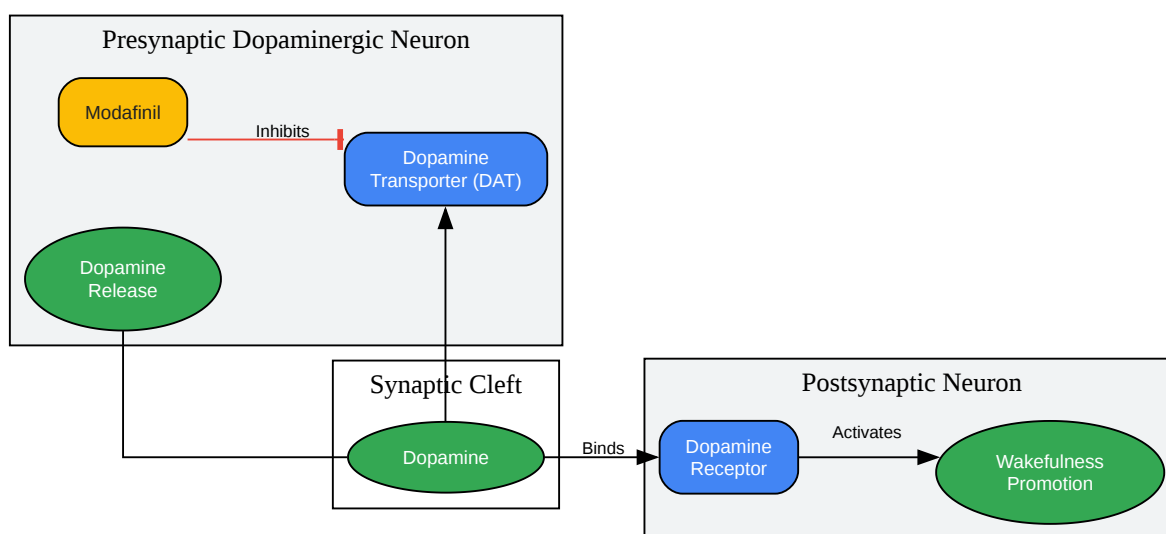 Presynaptic Dopaminergic Neuron
Modafinil
Inhibits
Dopamine
Transporter (DAT)
Dopamine
Release
Synaptic Cleft
Dopamine
Binds
Postsynaptic Neuron
Dopamine
Receptor
Activates
Wakefulness
Promotion